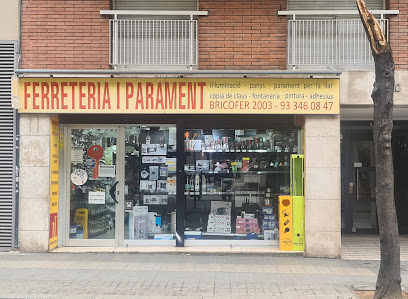 FERRETERIA I PARAMENT
il·luminació - panys - parament per la llar
còpia de claus - fontaneria - pintura - adhesius
BRICOFER 2003 - 93 346 08 47